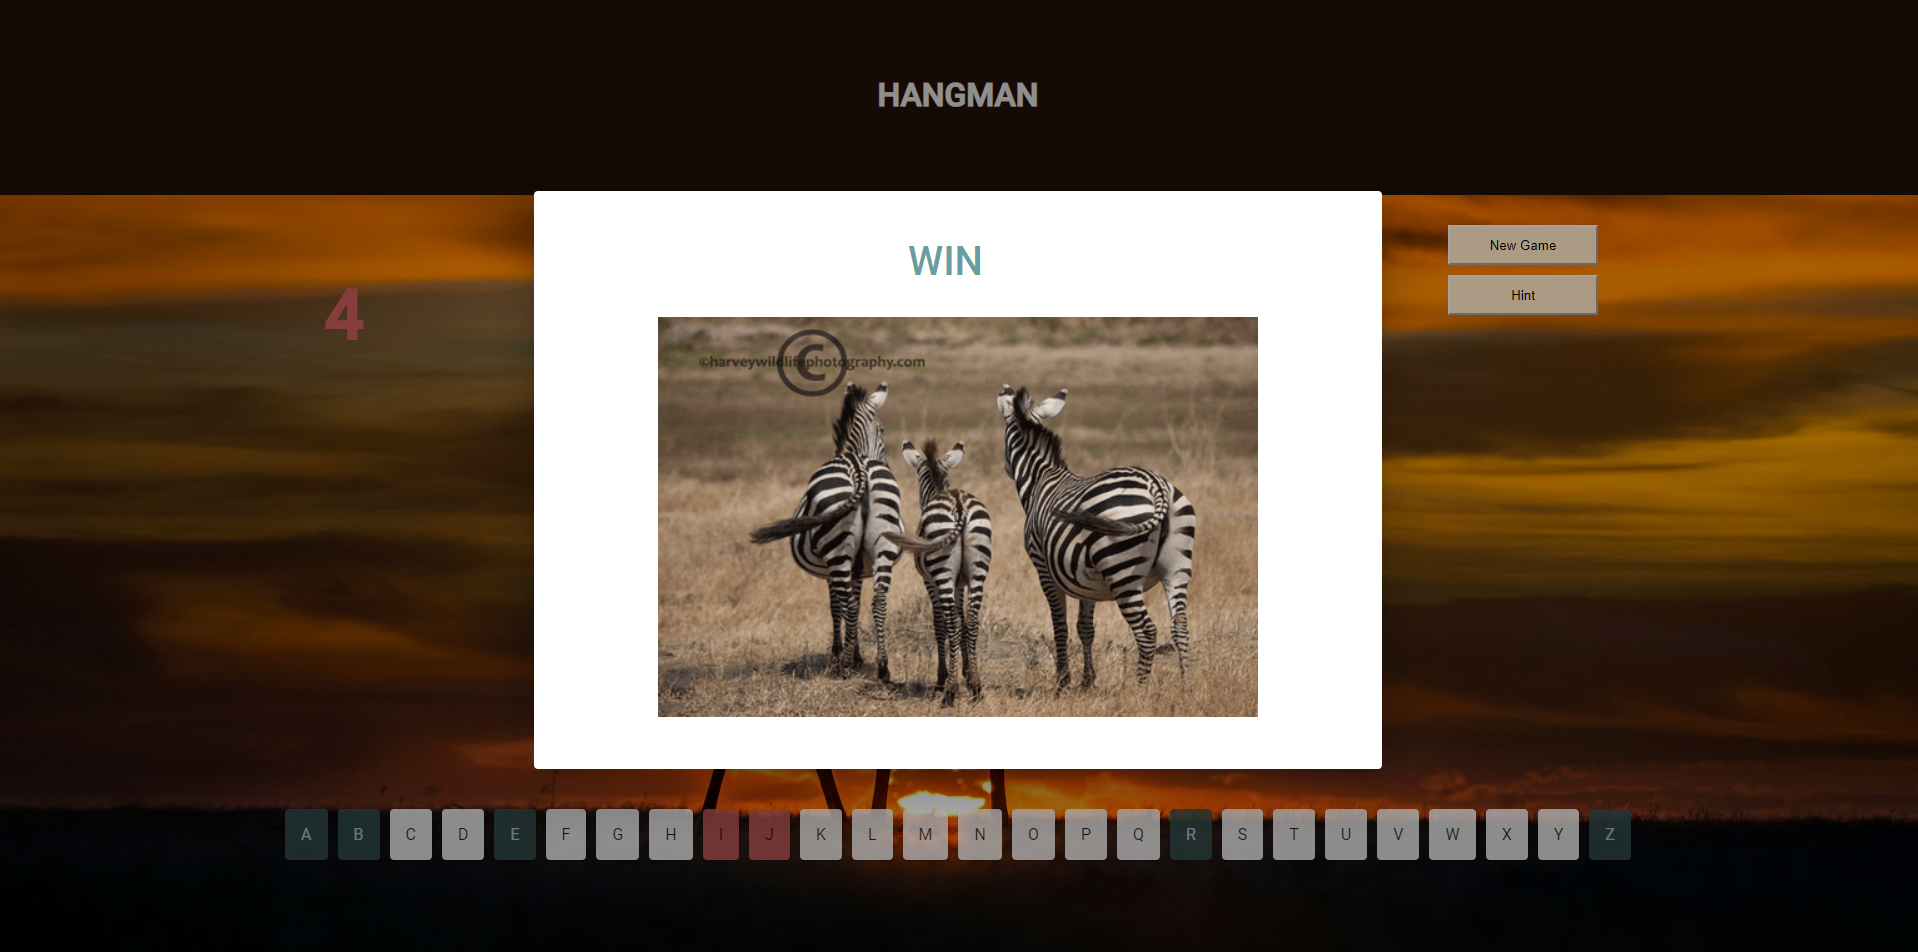 HANGMAN
WIN
New Game
Hint
4
©harveywildlifephotography.com
©
A B C D E F G H I J K L M N O P Q R S T U V W X Y Z